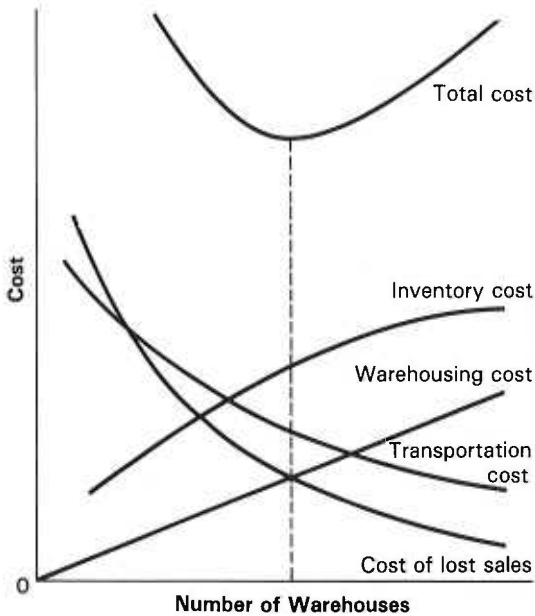 Total cost
Cost
Inventory cost
Warehousing cost
Transportation
cost
Cost of lost sales
0
Number of Warehouses